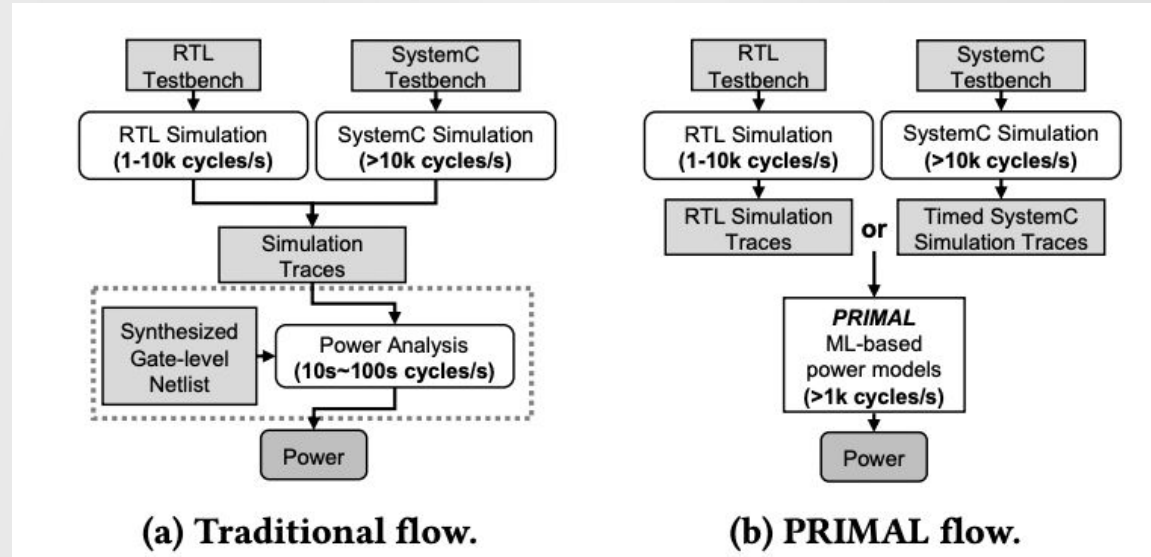 RTL
Testbench
SystemC
Testbench
RTL Simulation
(1-10k cycles/s)
SystemC Simulation
(>10k cycles/s)
Simulation
Traces
Synthesized
Gate-level
Netlist
Power Analysis
(10s~100s cycles/s)
Power
(a) Traditional flow.
RTL
Testbench
SystemC
Testbench
RTL Simulation
(1-10k cycles/s)
SystemC Simulation
(>10k cycles/s)
RTL Simulation
Traces
or
Timed SystemC
Simulation Traces
PRIMAL
ML-based
power models
(>1k cycles/s)
Power
(b) PRIMAL flow.